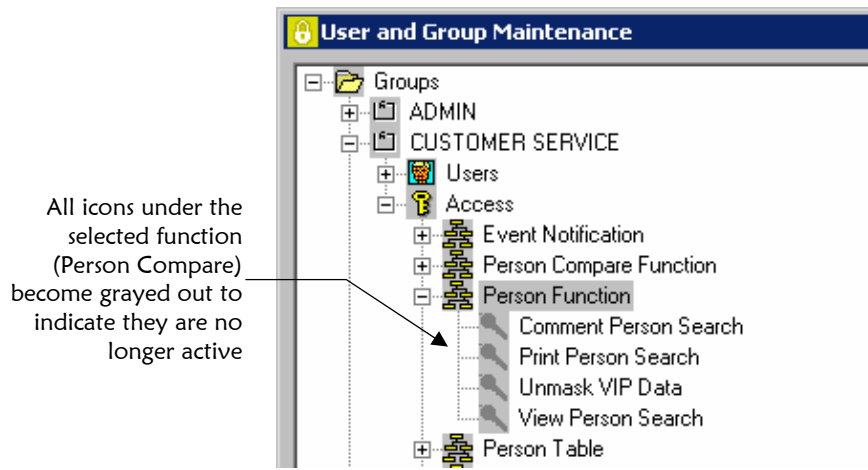 User and Group Maintenance
Groups
ADMIN
CUSTOMER SERVICE
Users
Access
Event Notification
Person Compare Function
Person Function
Comment Person Search
Print Person Search
Unmask VIP Data
View Person Search
Person Table
All icons under the
selected function
(Person Compare)
become grayed out to
indicate they are no
longer active